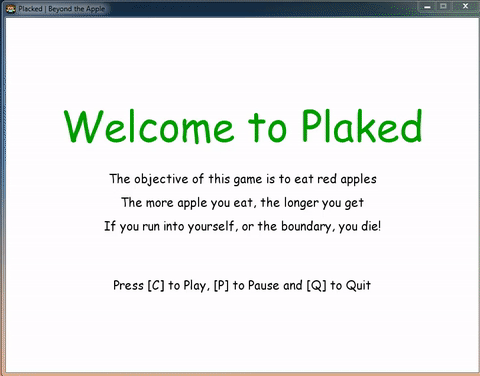 Placked | Beyond the Apple
Welcome to Plaked
The objective of this game is to eat red apples
The more apple you eat, the longer you get
If you run into yourself, or the boundary, you die!
Press [C] to Play, [P] to Pause and [Q] to Quit